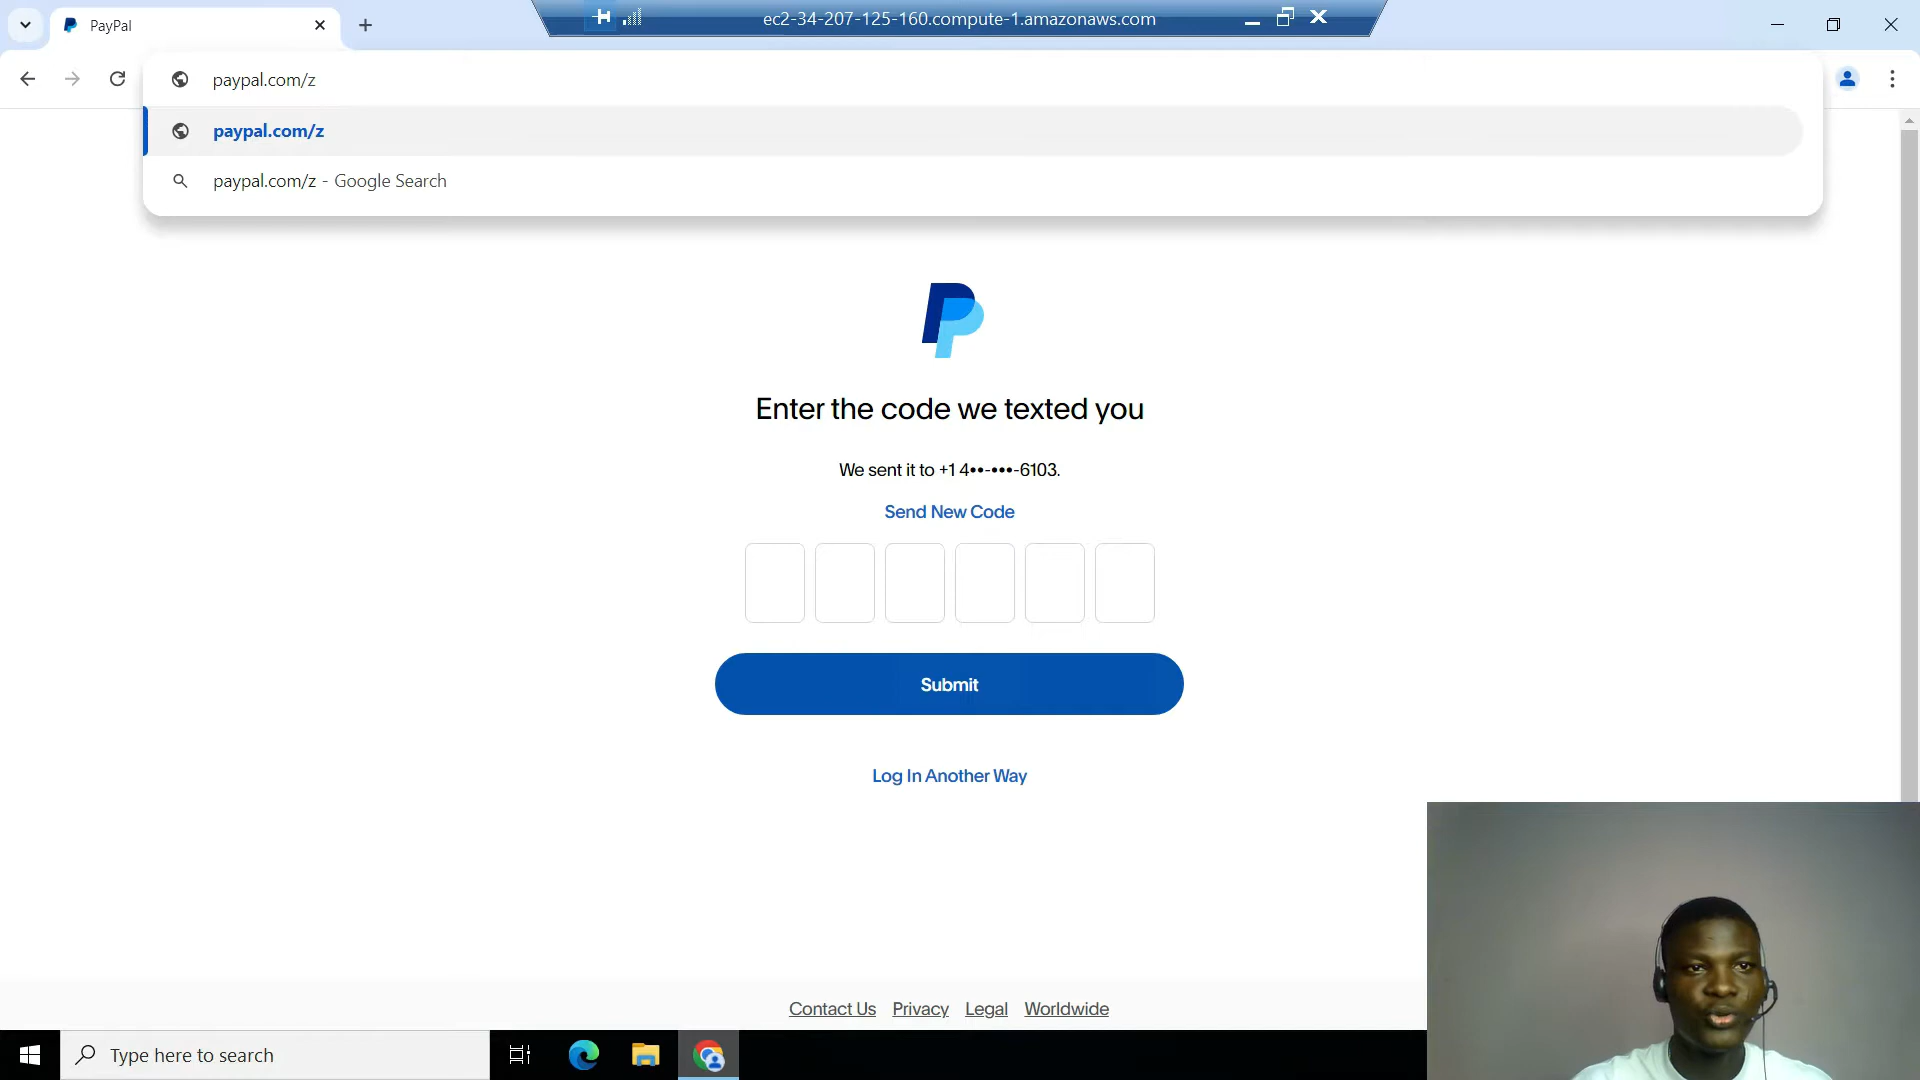 PayPal
ec2-34-207-125-160.compute-1.amazonaws.com
paypal.com/z
paypal.com/z
paypal.com/z - Google Search
Enter the code we texted you
We sent it to +1 4••-•••-6103.
Send New Code
Submit
Log In Another Way
Contact Us Privacy Legal Worldwide
Type here to search